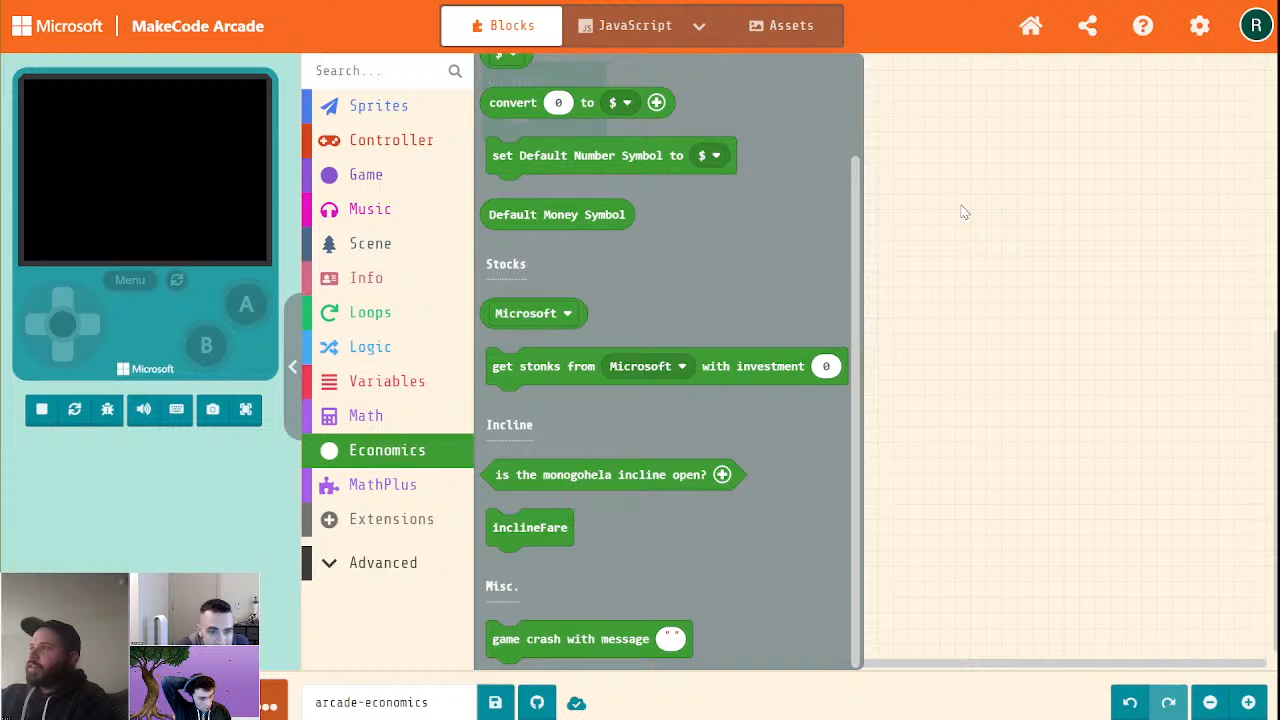 Microsoft | MakeCode Arcade
Blocks
JavaScript
Assets
R
Search...
Sprites
Controller
Game
Music
Scene
Info
Loops
Logic
Variables
Math
Economics
MathPlus
Extensions
Advanced
$
convert 0 to $
set Default Number Symbol to $
Default Money Symbol
Stocks
Microsoft
get stonks from Microsoft with investment 0
Incline
is the monogohela incline open?
inclineFare
Misc.
game crash with message " "
Menu
A
B
Microsoft
arcade-economics